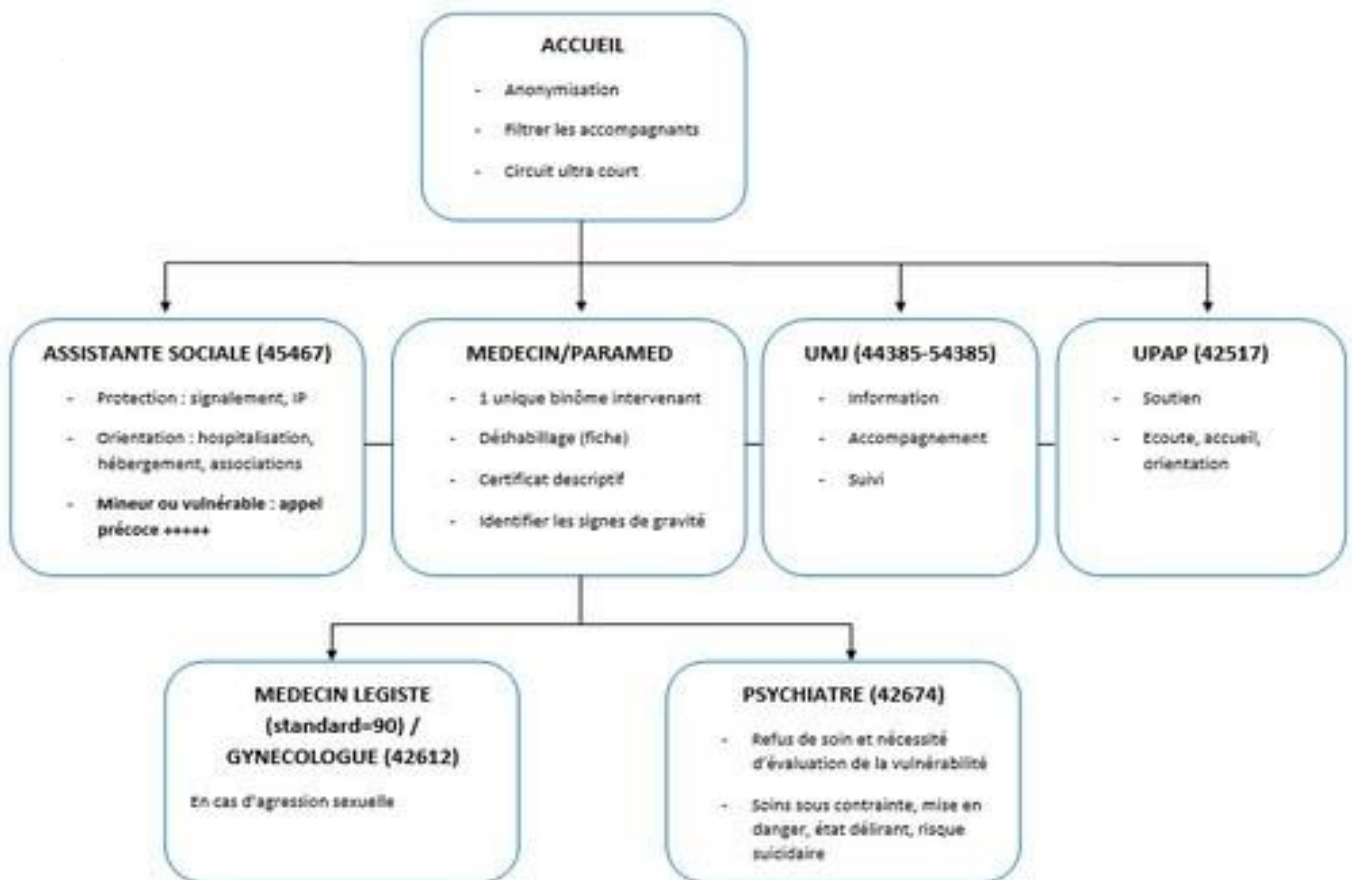 ACCUEIL
- Anonymisation
- Filtrer les accompagnants
- Circuit ultra court
ASSISTANTE SOCIALE (45467)
- Protection : signalement, IP
- Orientation : hospitalisation,
hébergement, associations
- Mineur ou vulnérable : appel
précoce +++++
MEDECIN/PARAMED
- 1 unique binôme intervenant
- Déshabillage (fiche)
- Certificat descriptif
- Identifier les signes de gravité
UMJ (44385-54385)
- Information
- Accompagnement
- Suivi
UPAP (42517)
- Soutien
- Ecoute, accueil,
orientation
MEDECIN LEGISTE
(standard=90) /
GYNECOLOGUE (42612)
En cas d'agression sexuelle
PSYCHIATRE (42674)
- Refus de soin et nécessité
d'évaluation de la vulnérabilité
- Soins sous contrainte, mise en
danger, état délirant, risque
suicidaire